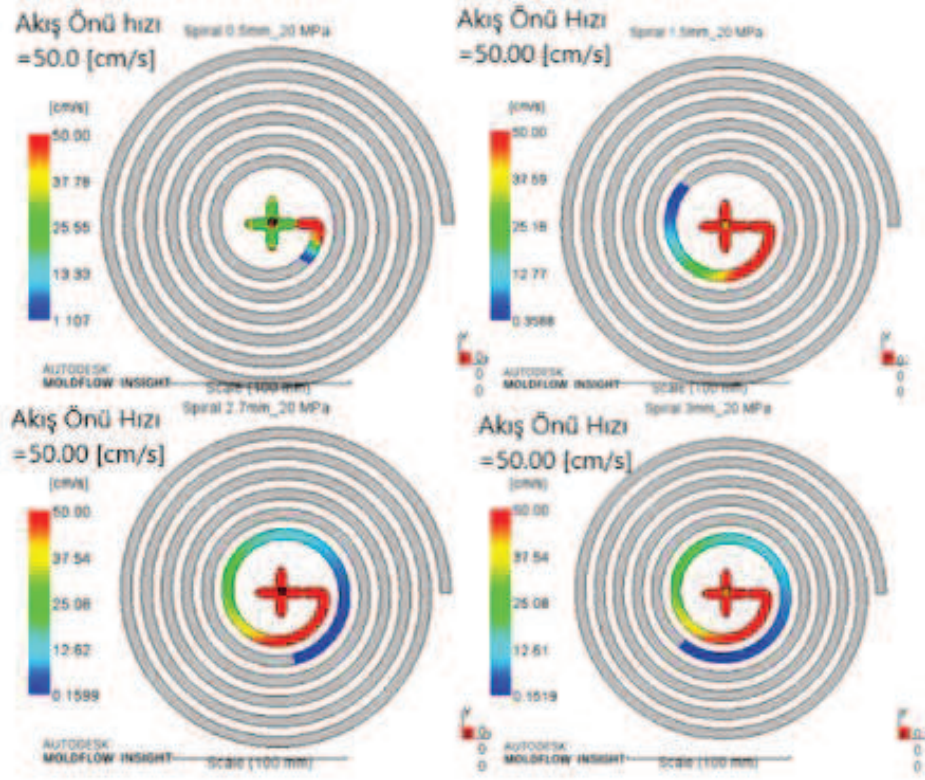 Akış Önü hızı
=50.0 [cm/s]
Spiral 0.5mm_20 MPa
[cm/s]
50.00
37.78
25.55
13.33
1.107
AUTODESK
MOLDFLOW INSIGHT
Scale (100 mm)
Akış Önü Hızı
=50.00 [cm/s]
Spiral 1.5mm_20 MPa
[cm/s]
50.00
37.59
25.18
12.77
0.3588
AUTODESK
MOLDFLOW INSIGHT
Scale (100 mm)
Akış Önü Hızı
=50.00 [cm/s]
Spiral 2.7mm_20 MPa
[cm/s]
50.00
37.54
25.08
12.62
0.1599
AUTODESK
MOLDFLOW INSIGHT
Scale (100 mm)
Akış Önü Hızı
=50.00 [cm/s]
Spiral 3mm_20 MPa
[cm/s]
50.00
37.54
25.08
12.61
0.1519
AUTODESK
MOLDFLOW INSIGHT
Scale (100 mm)